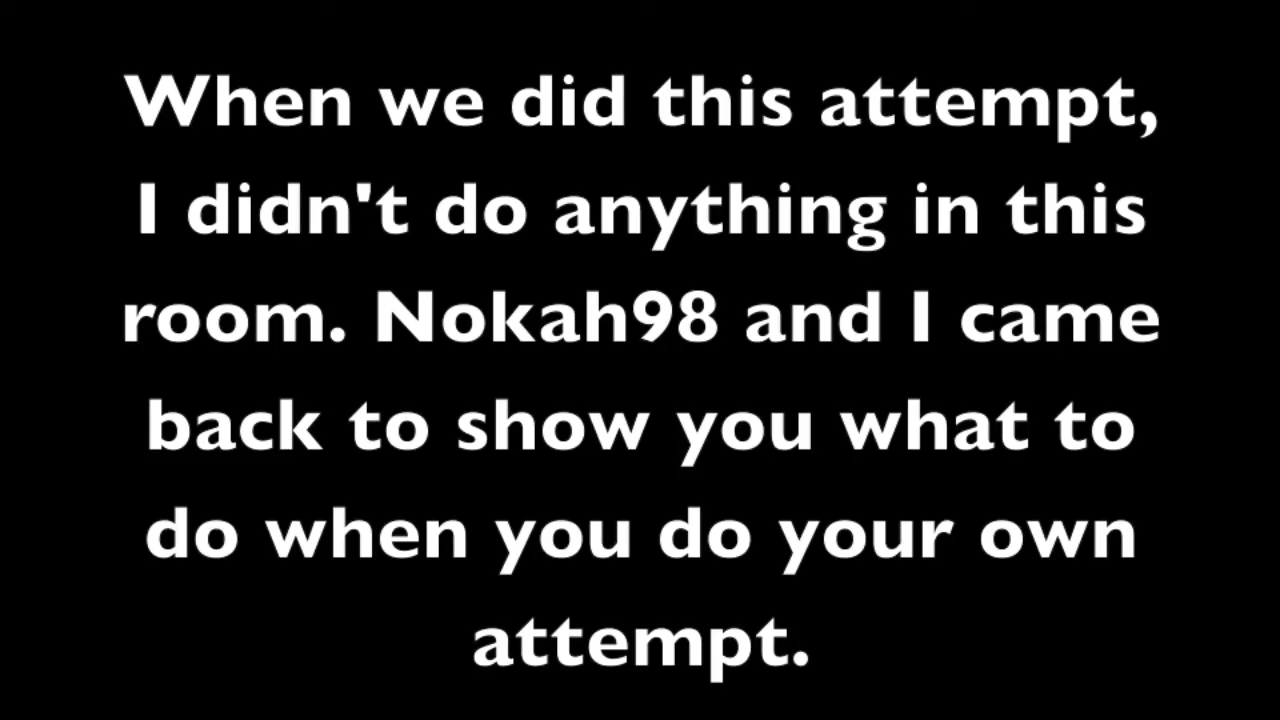 When we did this attempt,
I didn't do anything in this
room. Nokah98 and I came
back to show you what to
do when you do your own
attempt.